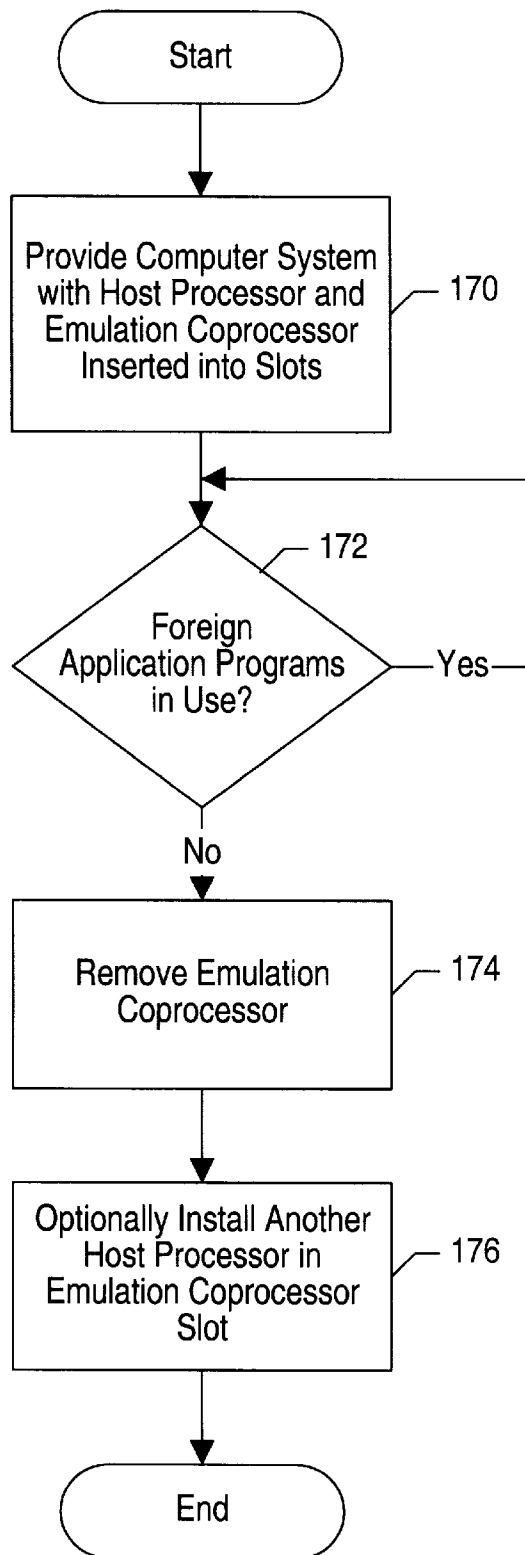 Start
Provide Computer System
with Host Processor and
Emulation Coprocessor
Inserted into Slots
170
172
Foreign
Application Programs
in Use?
Yes
No
Remove Emulation
Coprocessor
174
Optionally Install Another
Host Processor in
Emulation Coprocessor
Slot
176
End